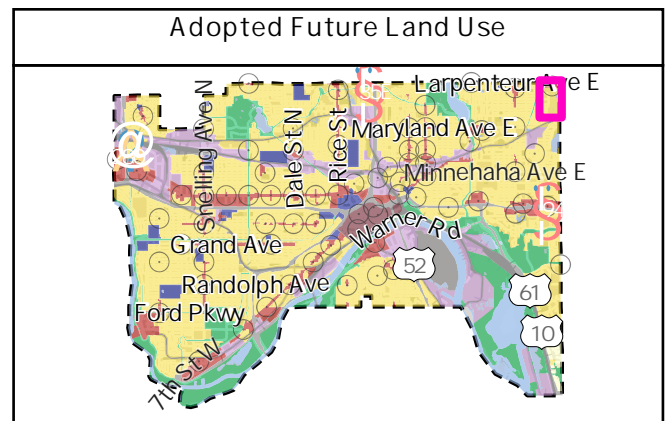 Adopted Future Land Use
Larpenteur Ave E
Snelling Ave N
Dale St N
Rice St
Maryland Ave E
Minnehaha Ave E
Warner Rd
Grand Ave
52
Randolph Ave
61
Ford Pkwy
10
7th St W